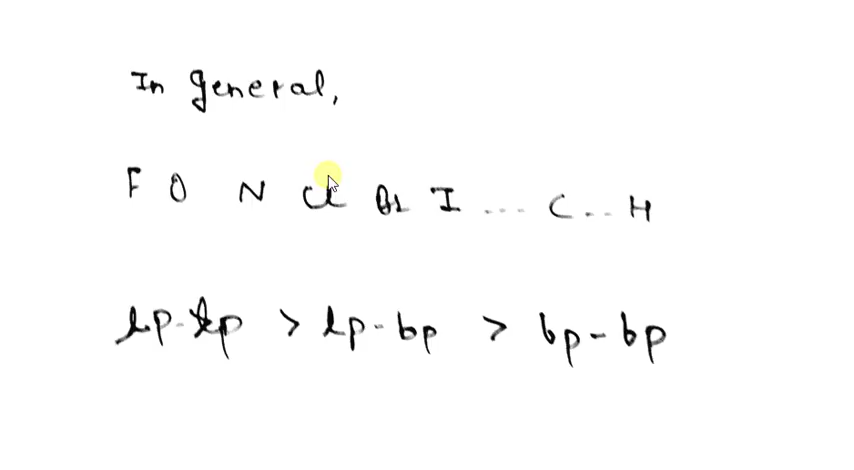 In general,
F O N Cl Br I ... C .. H
lp-lp > lp-bp > bp-bp